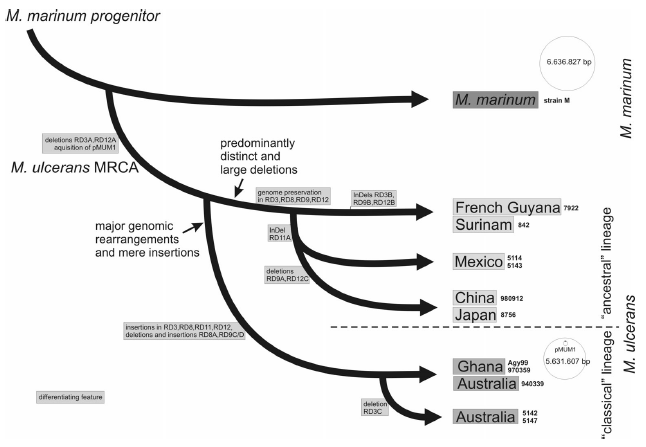 M. marinum progenitor
6.636.827 bp
M. marinum
strain M
M. marinum
deletions RD3A,RD12A
aquisition of pMUM1
M. ulcerans MRCA
predominantly
distinct and
large deletions
genome preservation
in RD3,RD8,RD9,RD12
InDels RD3B,
RD9B,RD12B
French Guyana 7922
Surinam 842
major genomic
rearrangements
and mere insertions
InDel
RD11A
Mexico 5114
5143
deletions
RD9A,RD12C
China 980912
Japan 8756
"ancestral" lineage
insertions in RD3,RD8,RD11,RD12,
deletions and insertions RD8A,RD9C/D
M. ulcerans
pMUM1
5.631.607 bp
Ghana Agy99
970359
Australia 940339
differentiating feature
deletion
RD3C
Australia 5142
5147
"classical" lineage